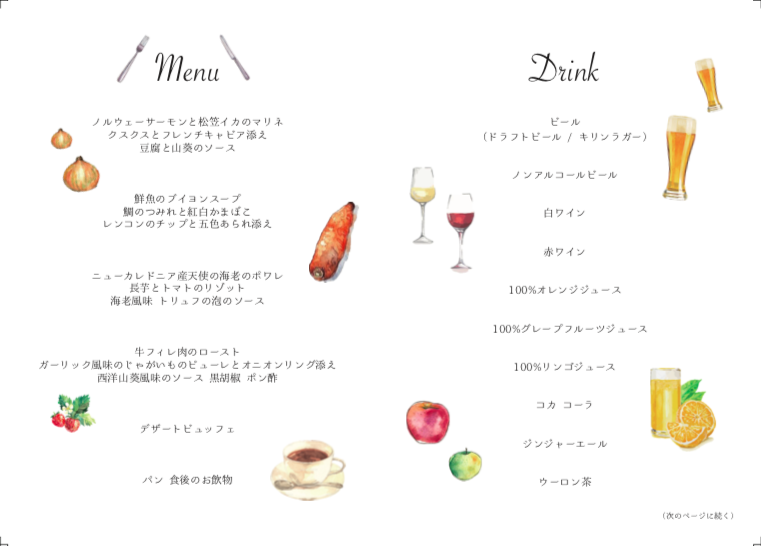 Menu
ノルウェーサーモンと松笠イカのマリネ
クスクスとフレンチキャビア添え
豆腐と山葵のソース
鮮魚のブイヨンスープ
鯛のつみれと紅白かまぼこ
レンコンのチップと五色あられ添え
ニューカレドニア産天使の海老のポワレ
長芋とトマトのリゾット
海老風味 トリュフの泡のソース
牛フィレ肉のロースト
ガーリック風味のじゃがいものピューレとオニオンリング添え
西洋山葵風味のソース 黒胡椒 ポン酢
デザートビュッフェ
パン 食後のお飲物
Drink
ビール
(ドラフトビール / キリンラガー)
ノンアルコールビール
白ワイン
赤ワイン
100%オレンジジュース
100%グレープフルーツジュース
100%リンゴジュース
コカ コーラ
ジンジャーエール
ウーロン茶
(次のページに続く)